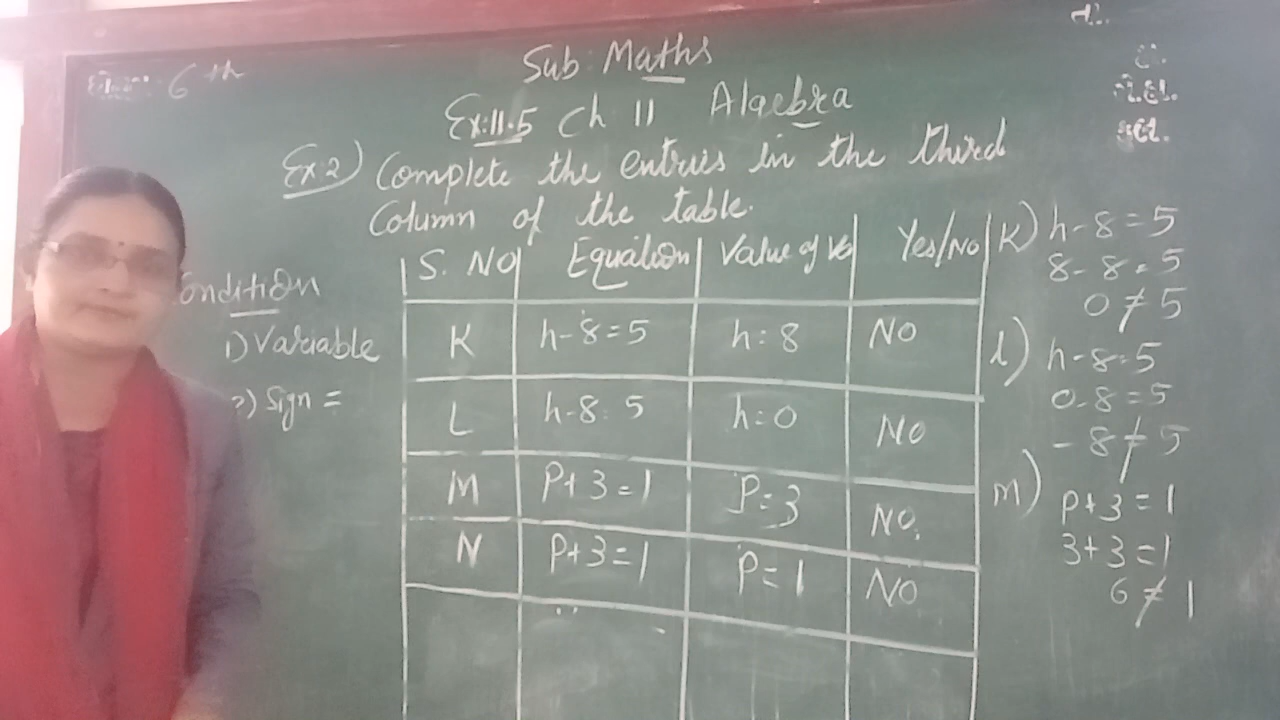 6th
Sub: Maths
Ex:11.5 Ch 11 Algebra
Ex 2) Complete the entries in the third
Column of the table.
Condition
1) Variable
2) Sign =
S. NO Equation Value of Va Yes/No
K h-8=5 h=8 NO
L h-8=5 h=0 NO
M P+3=1 P=3 NO
N P+3=1 P=1 NO
K) h-8=5
8-8=5
0≠5
l) h-8=5
0-8=5
-8≠5
m) P+3=1
3+3=1
6≠1